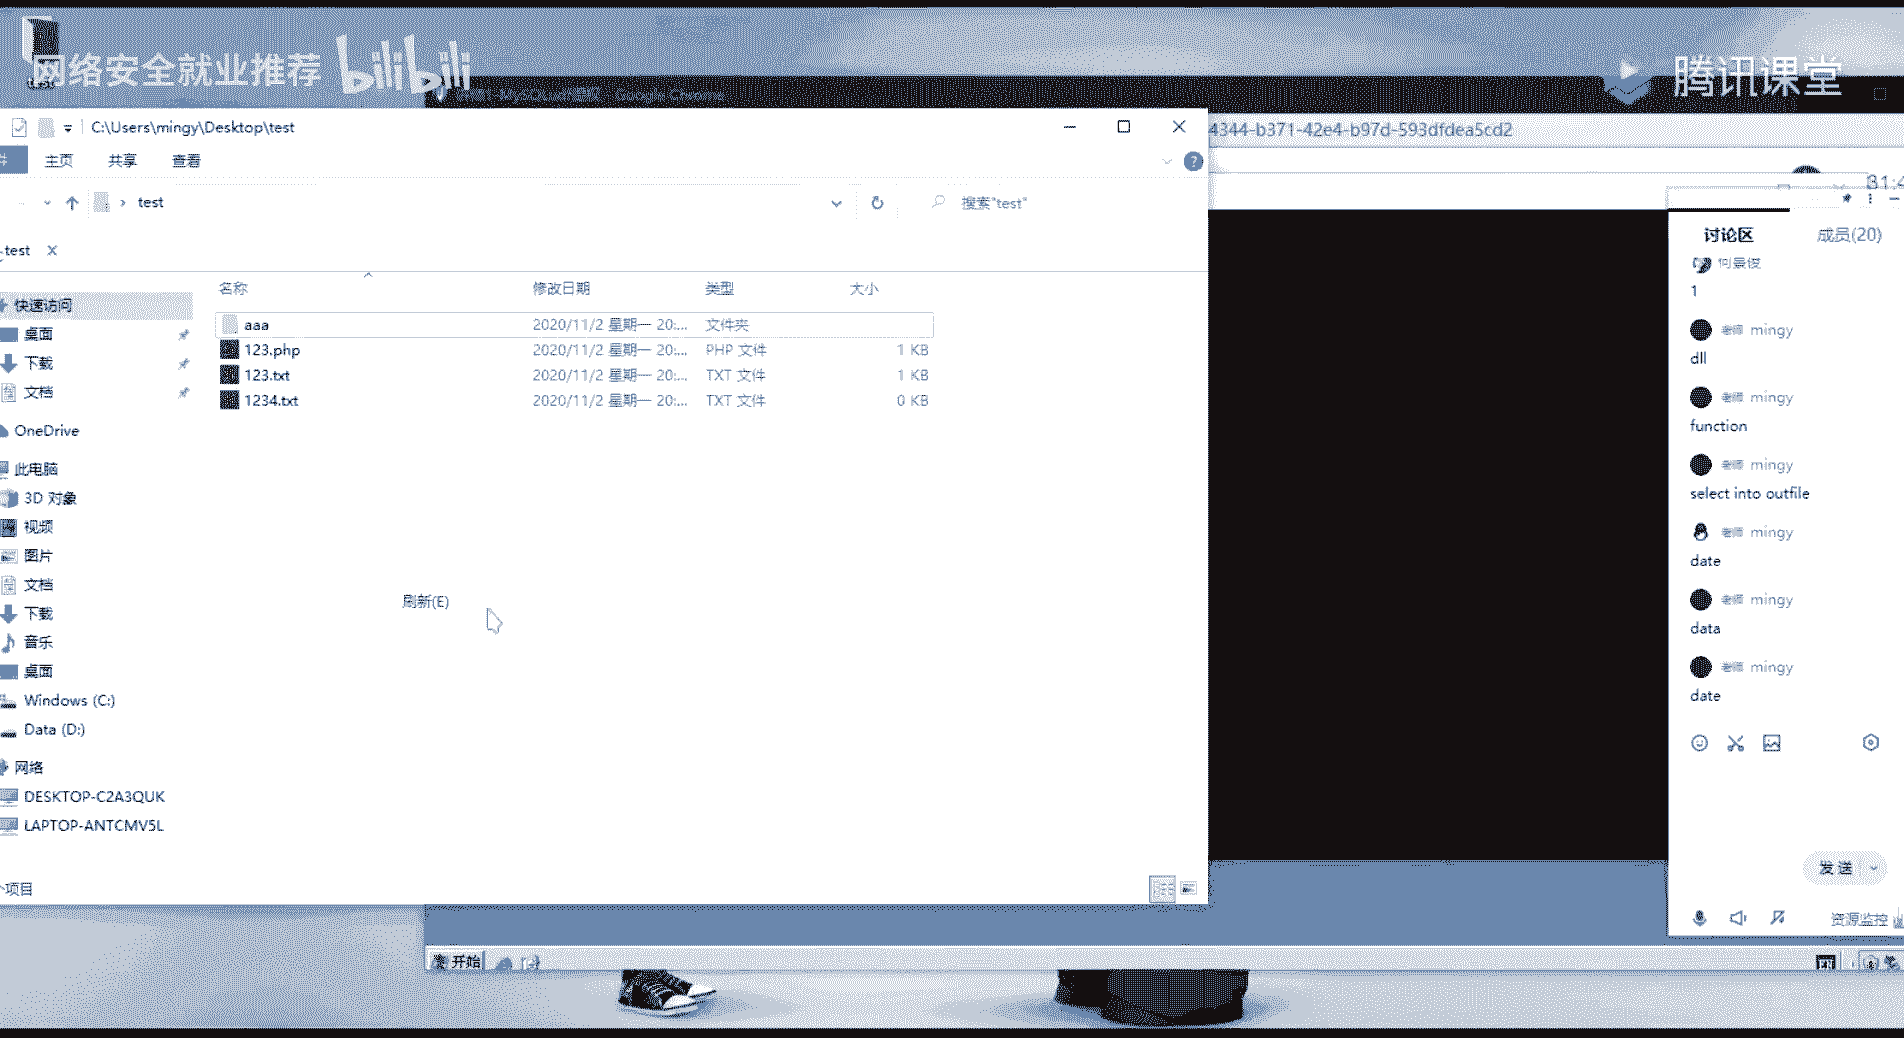 网络安全就业推荐 bilibili
腾讯课堂
test
Google Chrome
C:\Users\mingy\Desktop\test
4344-b371-42e4-b97d-593dfdea5cd2
主页 共享 查看
test
搜索"test"
test
名称 修改日期 类型 大小
aaa 2020/11/2 星期一 20:... 文件夹
123.php 2020/11/2 星期一 20:... PHP 文件 1 KB
123.txt 2020/11/2 星期一 20:... TXT 文件 1 KB
1234.txt 2020/11/2 星期一 20:... TXT 文件 0 KB
快速访问
桌面
下载
文档
OneDrive
此电脑
3D 对象
视频
图片
文档
下载
音乐
桌面
Windows (C:)
Data (D:)
网络
DESKTOP-C2A3QUK
LAPTOP-ANTCMV5L
个项目
刷新(E)
讨论区 成员(20)
1
老师 mingy
dll
老师 mingy
function
老师 mingy
select into outfile
老师 mingy
date
老师 mingy
data
老师 mingy
date
发送
资源监控
开始
EN